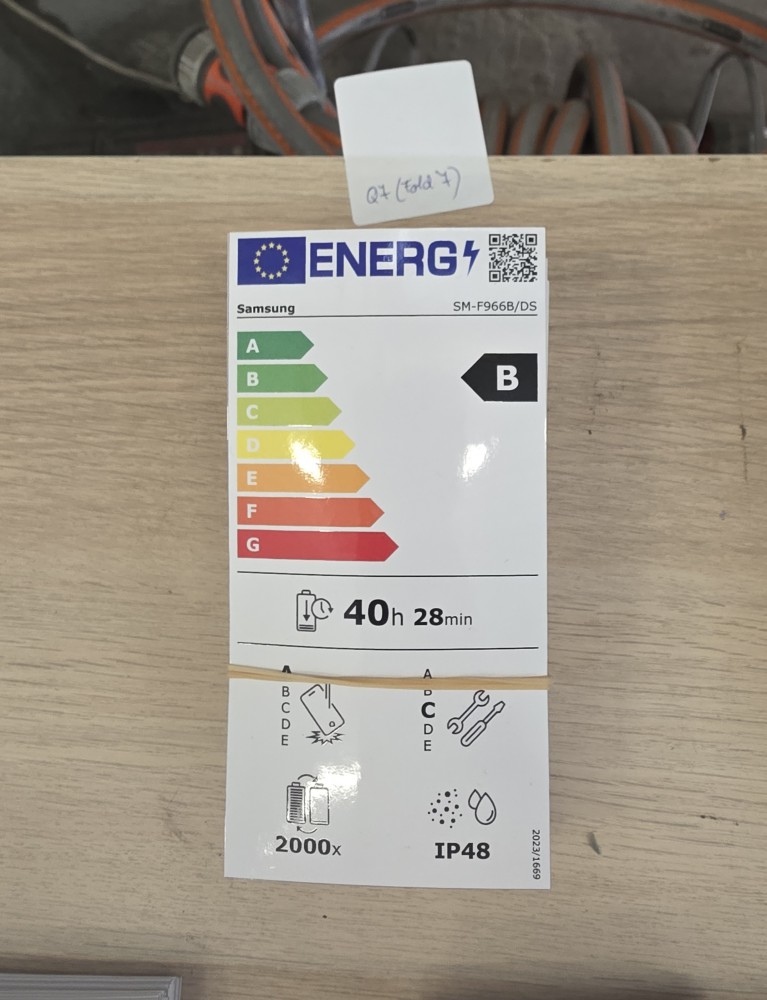 Q7 (Fold 7)
ENERG
Samsung SM-F966B/DS
A
B
B
C
D
E
F
G
40h 28min
A
B
C
D
E
A
B
C
D
E
2000x
IP48
2023/1669